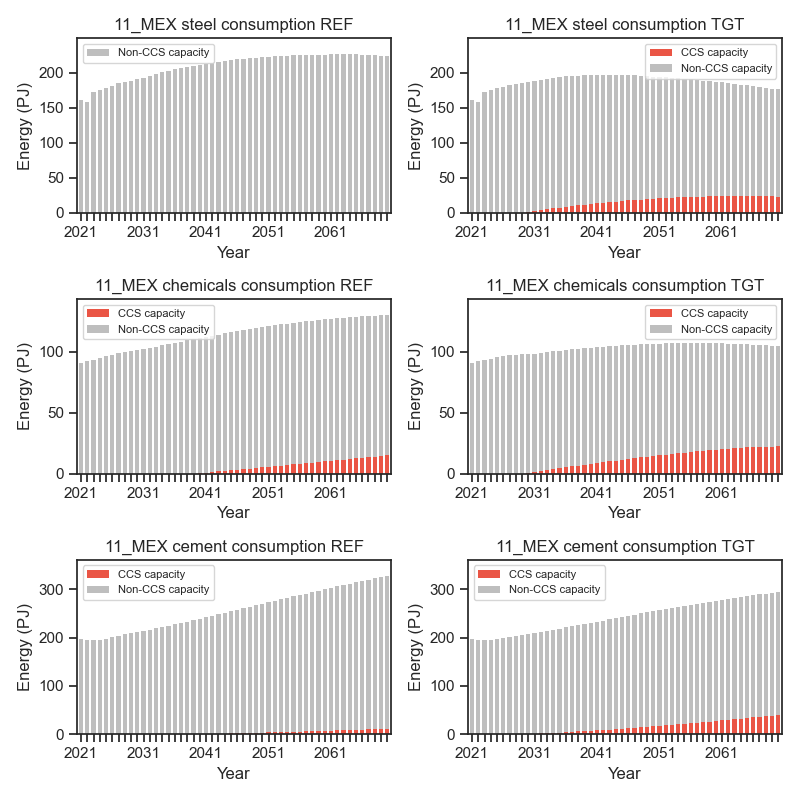 11_MEX steel consumption REF
Energy (PJ)
200
150
100
50
0
Non-CCS capacity
2021 2031 2041 2051 2061
Year
11_MEX steel consumption TGT
Energy (PJ)
200
150
100
50
0
CCS capacity
Non-CCS capacity
2021 2031 2041 2051 2061
Year
11_MEX chemicals consumption REF
Energy (PJ)
100
50
0
CCS capacity
Non-CCS capacity
2021 2031 2041 2051 2061
Year
11_MEX chemicals consumption TGT
Energy (PJ)
100
50
0
CCS capacity
Non-CCS capacity
2021 2031 2041 2051 2061
Year
11_MEX cement consumption REF
Energy (PJ)
300
200
100
0
CCS capacity
Non-CCS capacity
2021 2031 2041 2051 2061
Year
11_MEX cement consumption TGT
Energy (PJ)
300
200
100
0
CCS capacity
Non-CCS capacity
2021 2031 2041 2051 2061
Year